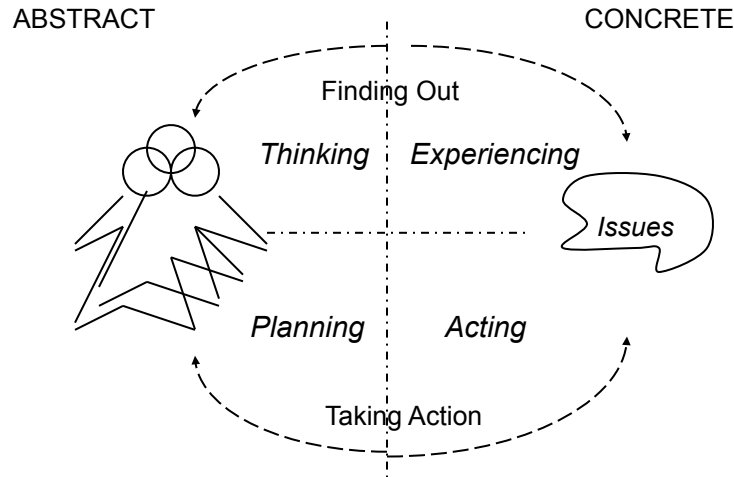 ABSTRACT
CONCRETE
Finding Out
Thinking
Experiencing
Issues
Planning
Acting
Taking Action